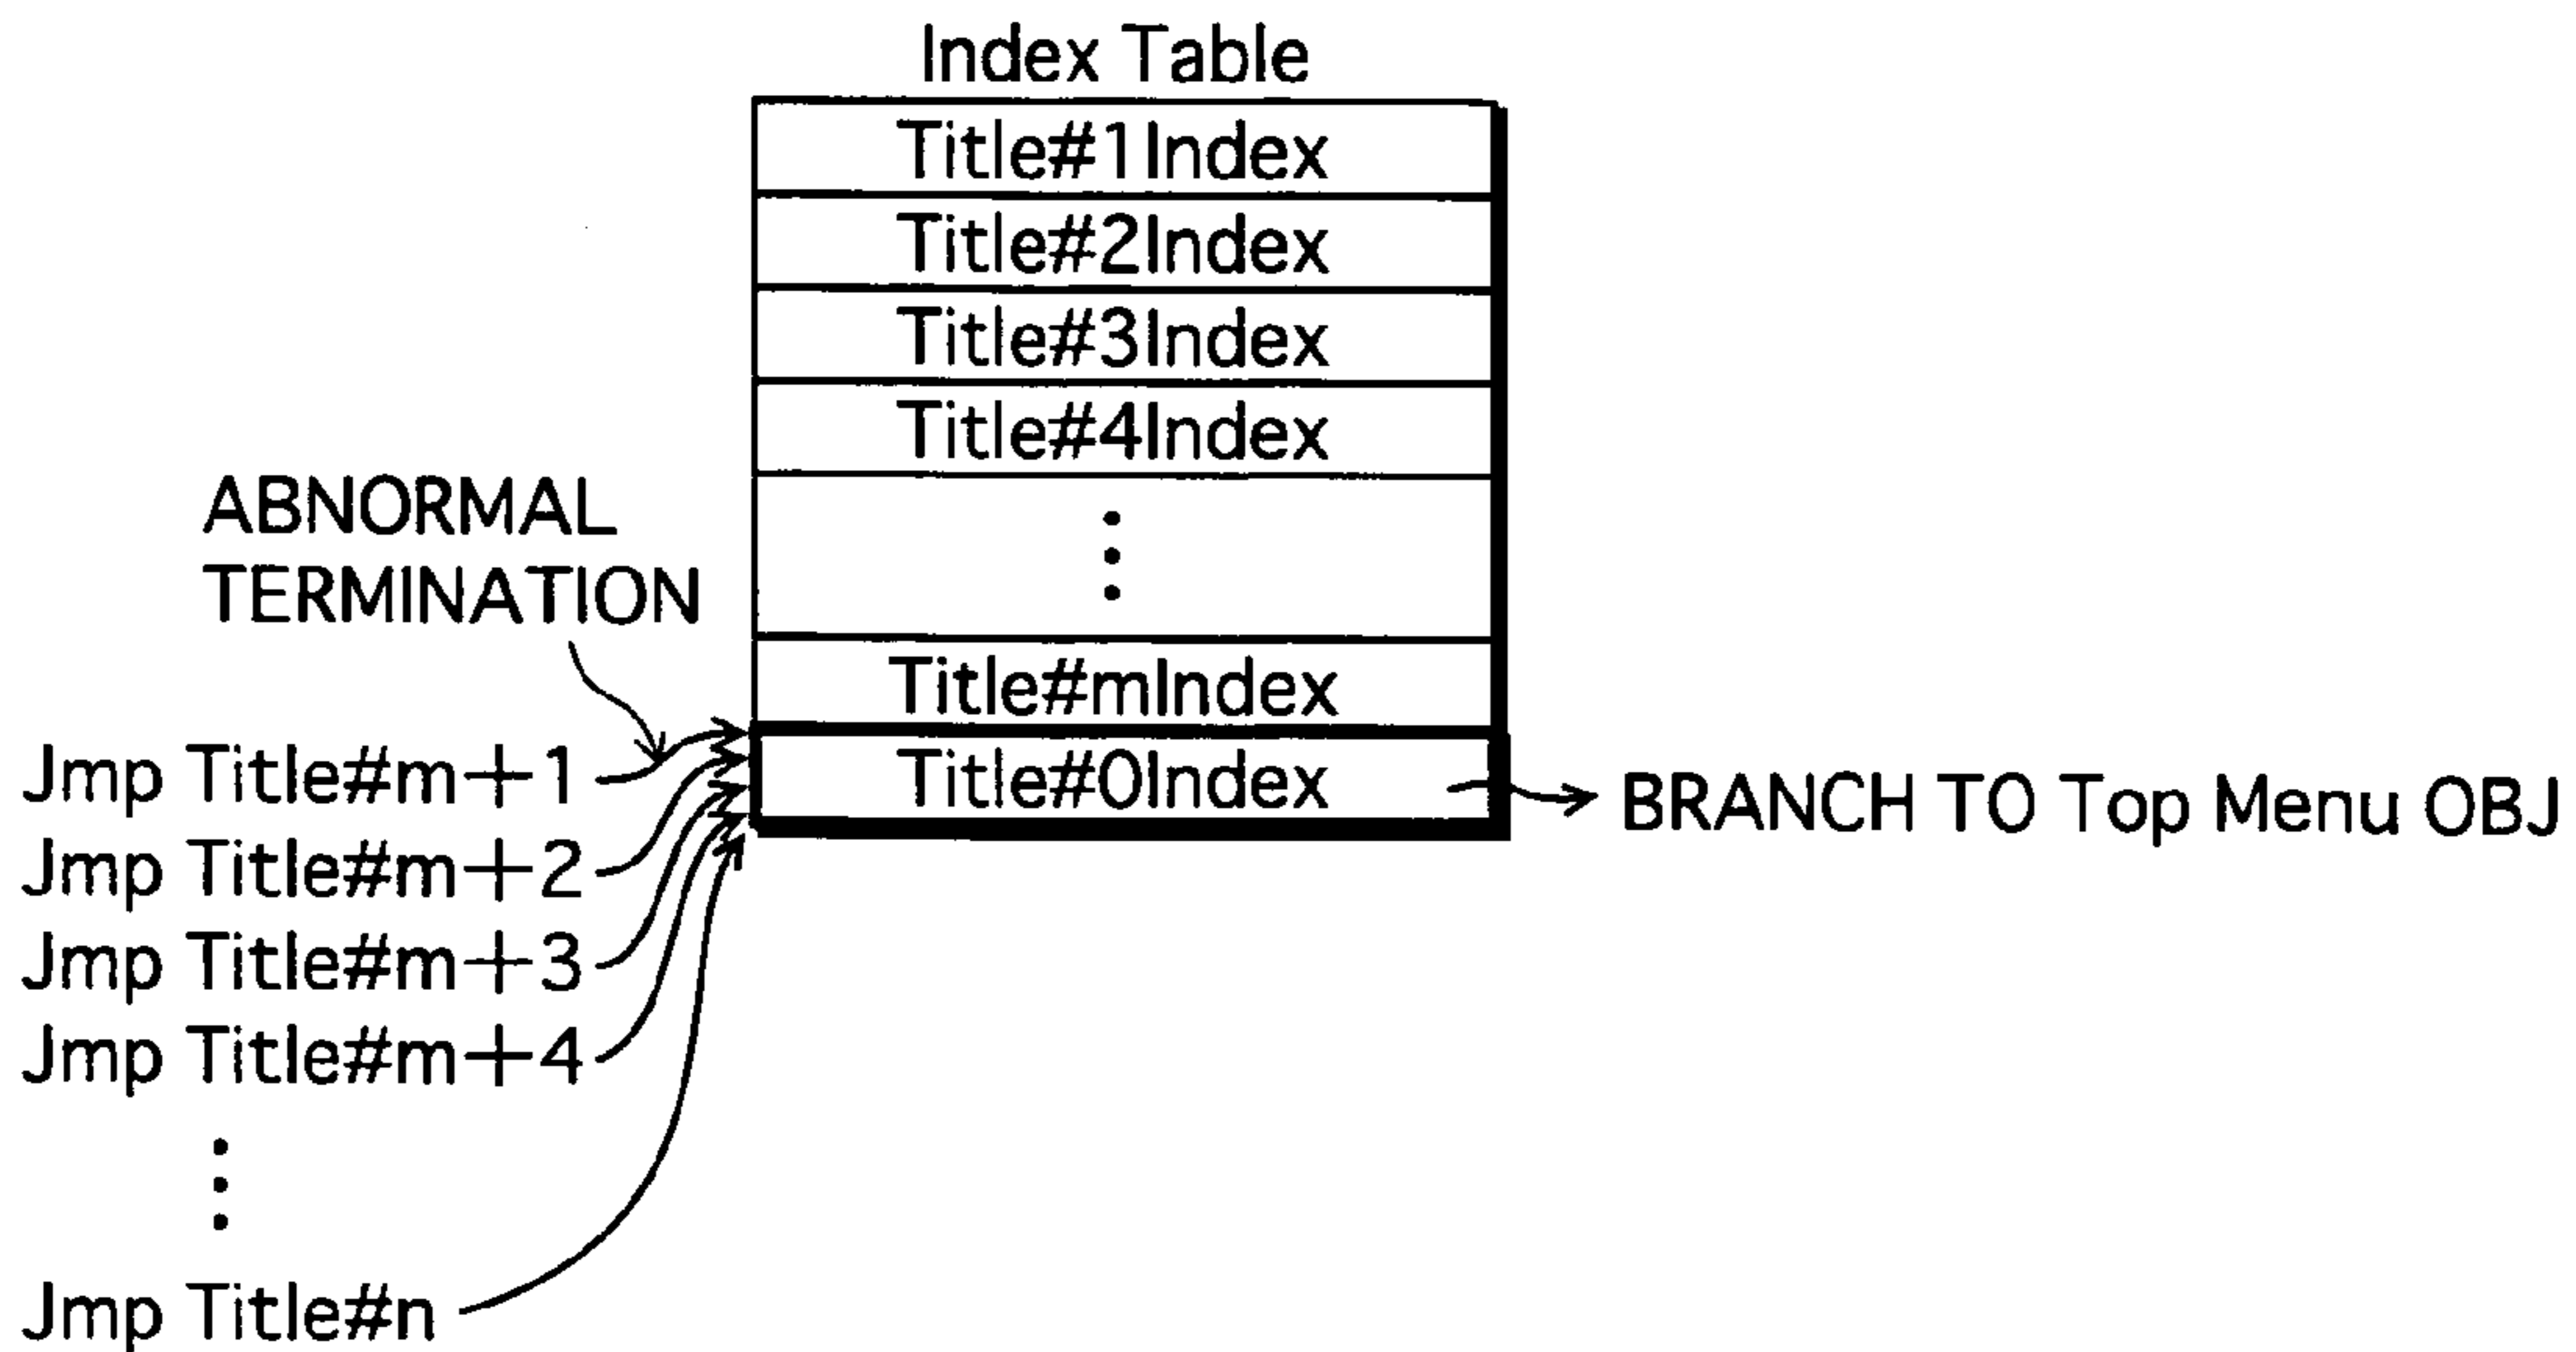 Index Table
Title#1Index
Title#2Index
Title#3Index
Title#4Index
⋮
Title#mIndex
Title#0Index
ABNORMAL
TERMINATION
Jmp Title#m+1
Jmp Title#m+2
Jmp Title#m+3
Jmp Title#m+4
⋮
Jmp Title#n
BRANCH TO Top Menu OBJ